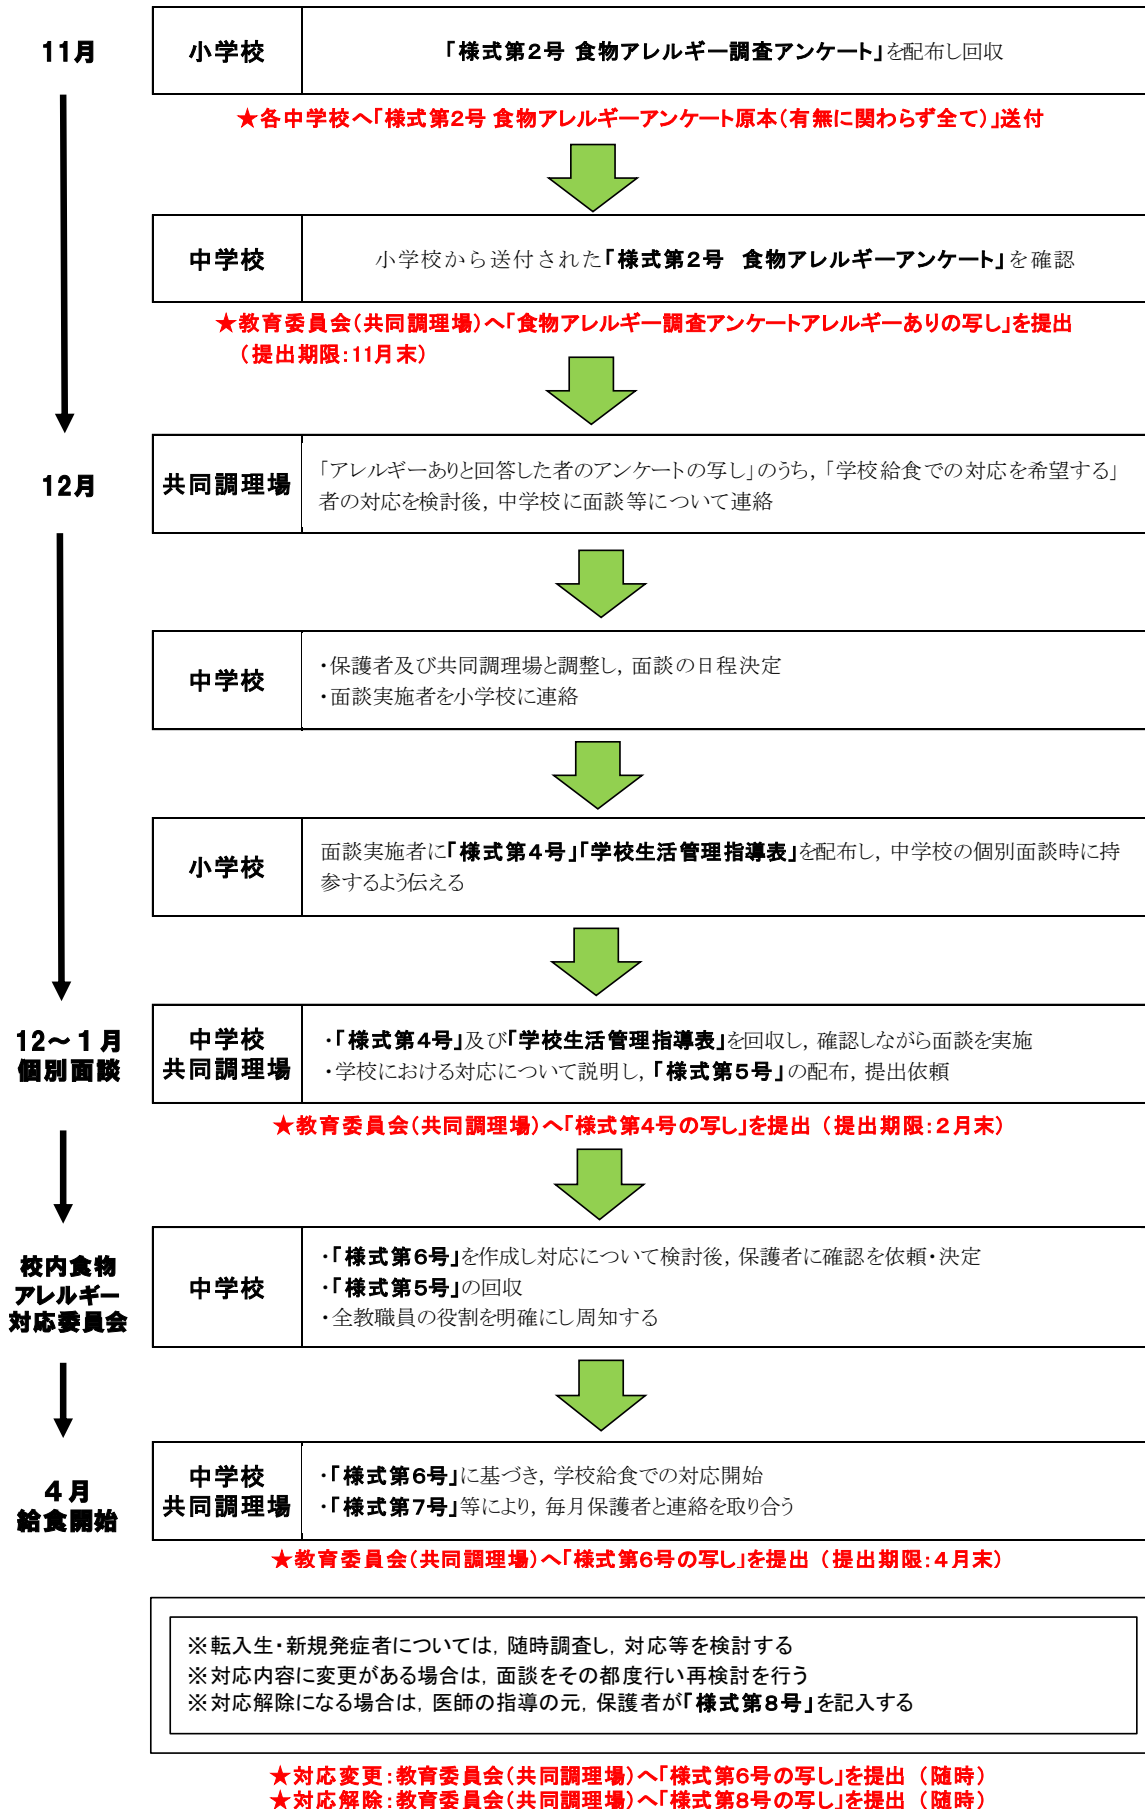 11月
小学校
「様式第2号 食物アレルギー調査アンケート」を配布し回収
★各中学校へ「様式第2号 食物アレルギーアンケート原本(有無に関わらず全て)」送付
中学校
小学校から送付された「様式第2号　食物アレルギーアンケート」を確認
★教育委員会(共同調理場)へ「食物アレルギー調査アンケートアレルギーありの写し」を提出
(提出期限:11月末)
12月
共同調理場
「アレルギーありと回答した者のアンケートの写し」のうち,「学校給食での対応を希望する」
者の対応を検討後, 中学校に面談等について連絡
中学校
・保護者及び共同調理場と調整し, 面談の日程決定
・面談実施者を小学校に連絡
小学校
面談実施者に「様式第4号」「学校生活管理指導表」を配布し, 中学校の個別面談時に持
参するよう伝える
12～1月
個別面談
中学校
共同調理場
・「様式第4号」及び「学校生活管理指導表」を回収し, 確認しながら面談を実施
・学校における対応について説明し,「様式第5号」の配布, 提出依頼
★教育委員会(共同調理場)へ「様式第4号の写し」を提出 (提出期限:2月末)
校内食物
アレルギー
対応委員会
中学校
・「様式第6号」を作成し対応について検討後, 保護者に確認を依頼・決定
・「様式第5号」の回収
・全教職員の役割を明確にし周知する
4月
給食開始
中学校
共同調理場
・「様式第6号」に基づき, 学校給食での対応開始
・「様式第7号」等により, 毎月保護者と連絡を取り合う
★教育委員会(共同調理場)へ「様式第6号の写し」を提出 (提出期限:4月末)
※転入生・新規発症者については, 随時調査し, 対応等を検討する
※対応内容に変更がある場合は, 面談をその都度行い再検討を行う
※対応解除になる場合は, 医師の指導の元, 保護者が「様式第8号」を記入する
★対応変更:教育委員会(共同調理場)へ「様式第6号の写し」を提出 (随時)
★対応解除:教育委員会(共同調理場)へ「様式第8号の写し」を提出 (随時)